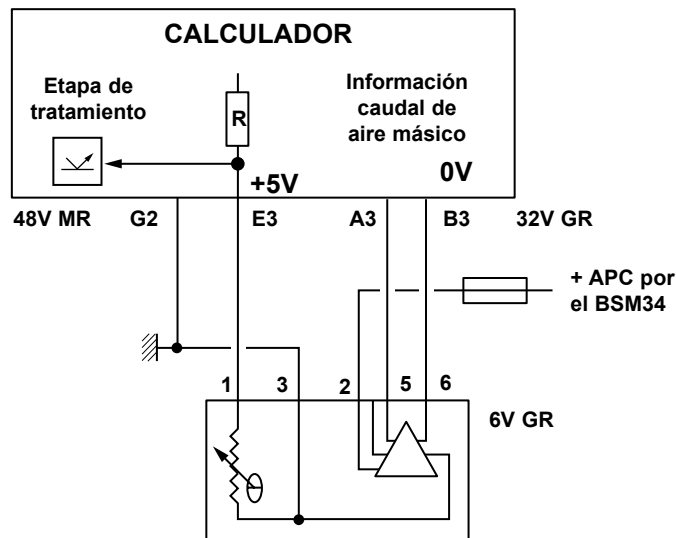 CALCULADOR
Etapa de
tratamiento
Información
caudal de
aire másico
R
+5V
0V
48V MR
G2
E3
A3
B3
32V GR
+ APC por
el BSM34
1
3
2
5
6
6V GR